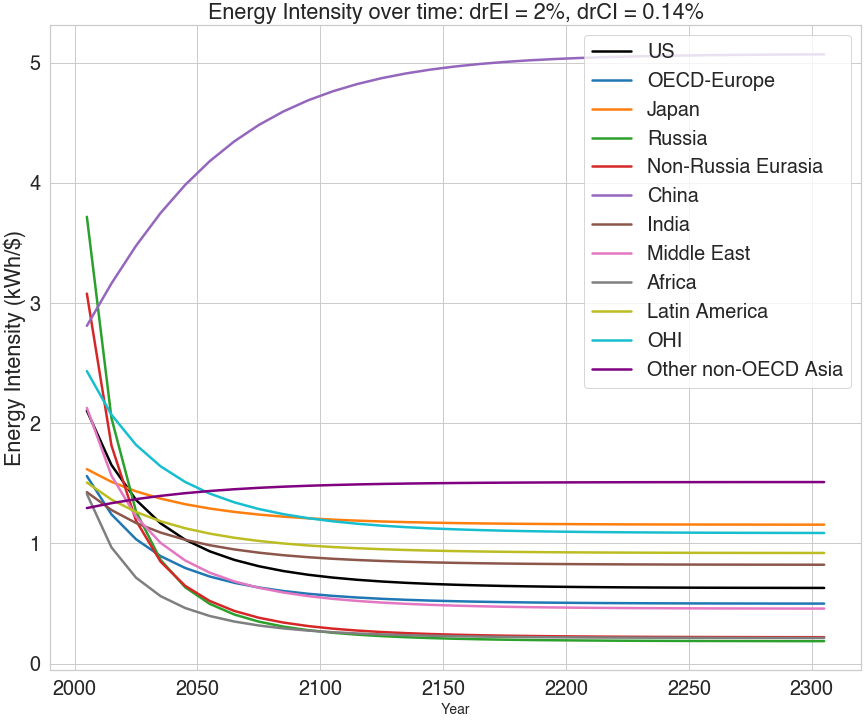 Energy Intensity over time: drEI = 2%, drCI = 0.14%
Energy Intensity (kWh/$)
5
4
3
2
1
0
US
OECD-Europe
Japan
Russia
Non-Russia Eurasia
China
India
Middle East
Africa
Latin America
OHI
Other non-OECD Asia
2000 2050 2100 2150 2200 2250 2300
Year